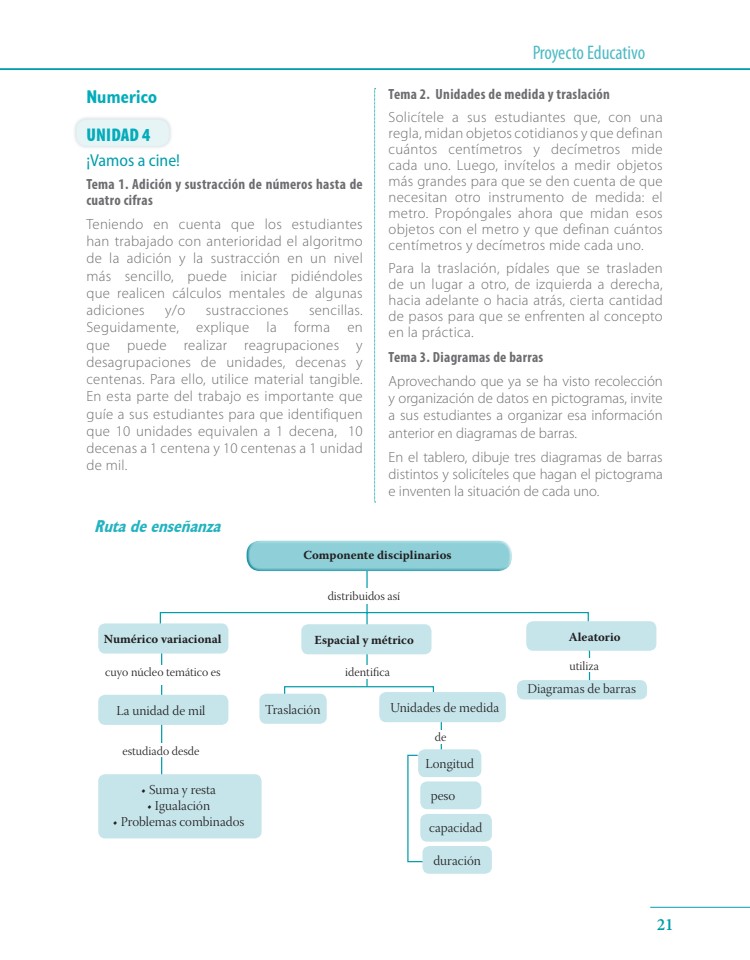 Proyecto Educativo
Numerico
UNIDAD 4
¡Vamos a cine!
Tema 1. Adición y sustracción de números hasta de
cuatro cifras
Teniendo en cuenta que los estudiantes
han trabajado con anterioridad el algoritmo
de la adición y la sustracción en un nivel
más sencillo, puede iniciar pidiéndoles
que realicen cálculos mentales de algunas
adiciones y/o sustracciones sencillas.
Seguidamente, explique la forma en
que puede realizar reagrupaciones y
desagrupaciones de unidades, decenas y
centenas. Para ello, utilice material tangible.
En esta parte del trabajo es importante que
guíe a sus estudiantes para que identifiquen
que 10 unidades equivalen a 1 decena, 10
decenas a 1 centena y 10 centenas a 1 unidad
de mil.
Tema 2. Unidades de medida y traslación
Solicítele a sus estudiantes que, con una
regla, midan objetos cotidianos y que definan
cuántos centímetros y decímetros mide
cada uno. Luego, invítelos a medir objetos
más grandes para que se den cuenta de que
necesitan otro instrumento de medida: el
metro. Propóngales ahora que midan esos
objetos con el metro y que definan cuántos
centímetros y decímetros mide cada uno.
Para la traslación, pídales que se trasladen
de un lugar a otro, de izquierda a derecha,
hacia adelante o hacia atrás, cierta cantidad
de pasos para que se enfrenten al concepto
en la práctica.
Tema 3. Diagramas de barras
Aprovechando que ya se ha visto recolección
y organización de datos en pictogramas, invite
a sus estudiantes a organizar esa información
anterior en diagramas de barras.
En el tablero, dibuje tres diagramas de barras
distintos y solicíteles que hagan el pictograma
e inventen la situación de cada uno.
Ruta de enseñanza
Componente disciplinarios
distribuidos así
Numérico variacional
cuyo núcleo temático es
La unidad de mil
estudiado desde
• Suma y resta
• Igualación
• Problemas combinados
Espacial y métrico
identifica
Traslación
Unidades de medida
de
Longitud
peso
capacidad
duración
Aleatorio
utiliza
Diagramas de barras
21